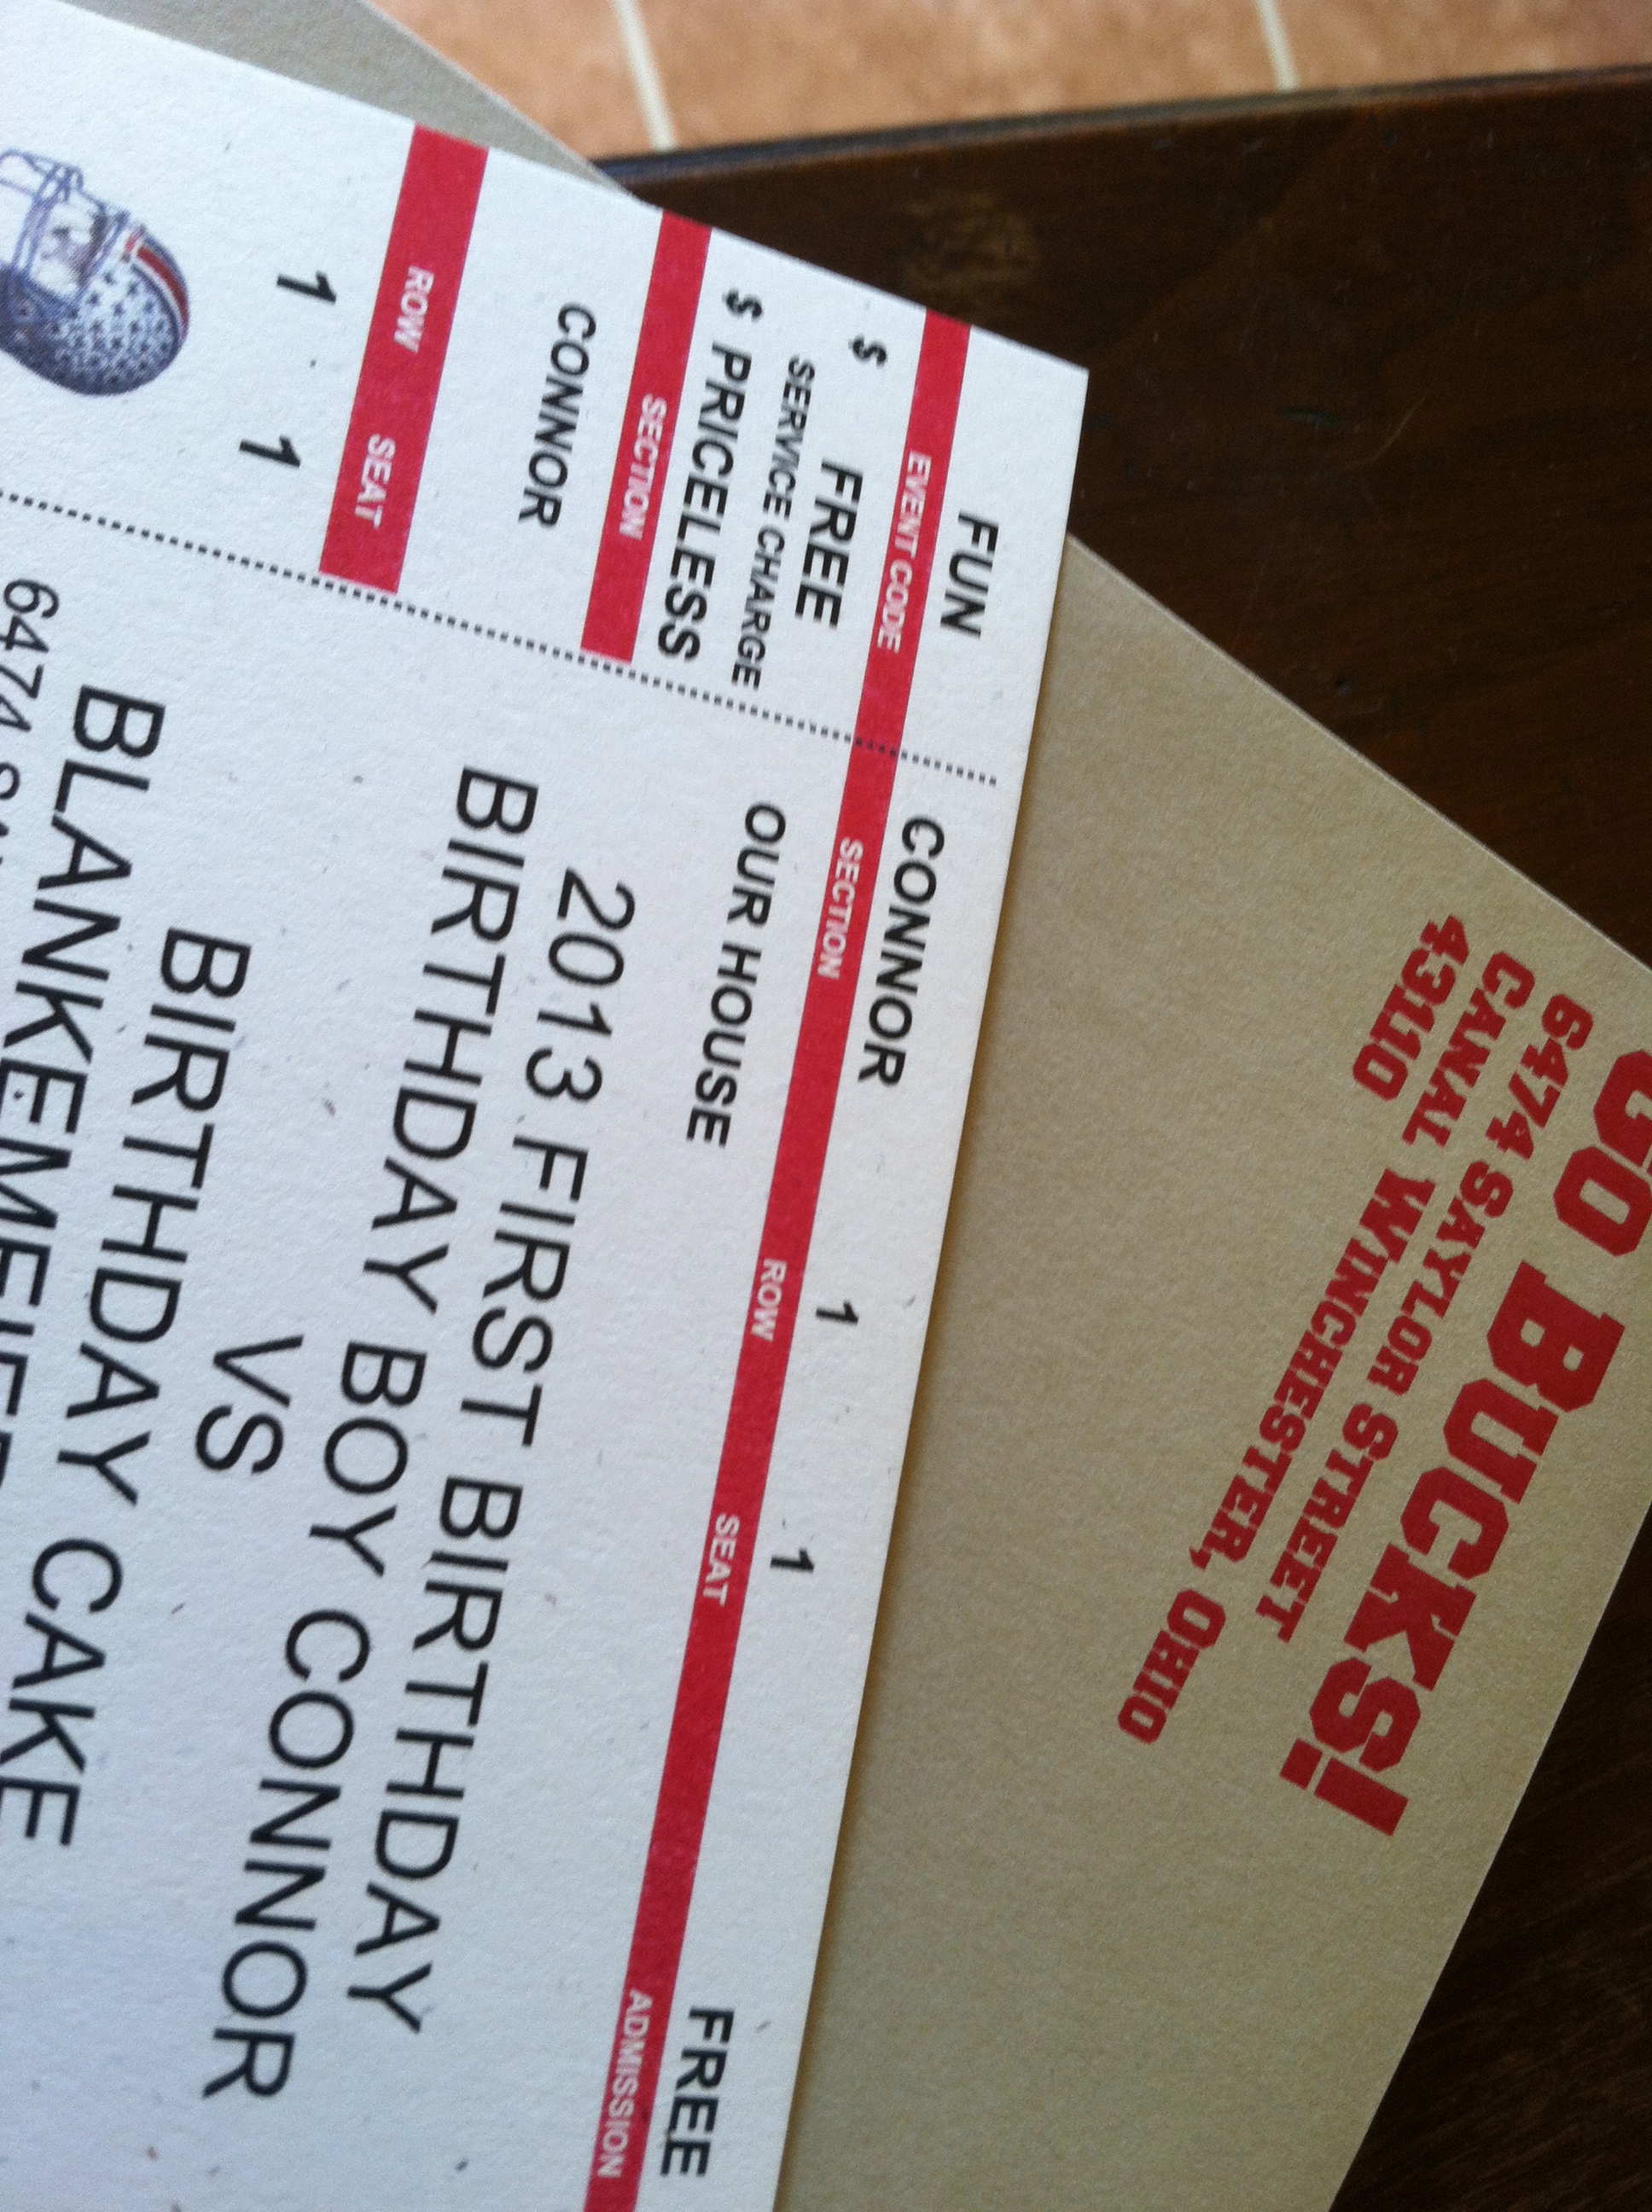 FUN
EVENT CODE
$ FREE
SERVICE CHARGE
$ PRICELESS
SECTION
CONNOR
ROW SEAT
1 1
CONNOR 1 1 FREE
SECTION ROW SEAT ADMISSION
OUR HOUSE
2013 FIRST BIRTHDAY
BIRTHDAY BOY CONNOR
VS
BIRTHDAY CAKE
BLANKEMEIER
6474
GO BUCKS!
6474 SAYLOR STREET
CANAL WINCHESTER, OHIO
43110